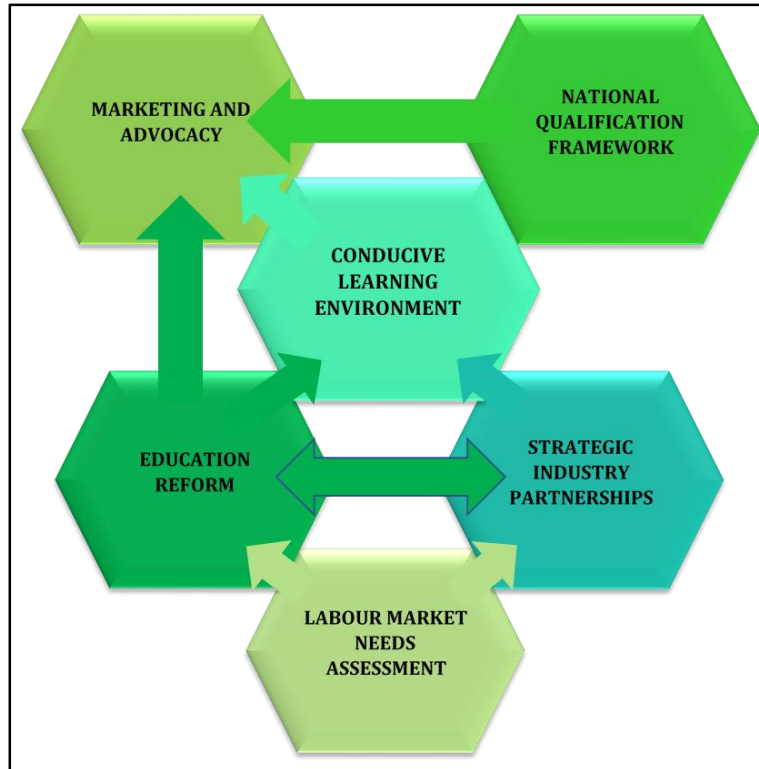 MARKETING AND
ADVOCACY
NATIONAL
QUALIFICATION
FRAMEWORK
CONDUCIVE
LEARNING
ENVIRONMENT
EDUCATION
REFORM
STRATEGIC
INDUSTRY
PARTNERSHIPS
LABOUR MARKET
NEEDS
ASSESSMENT